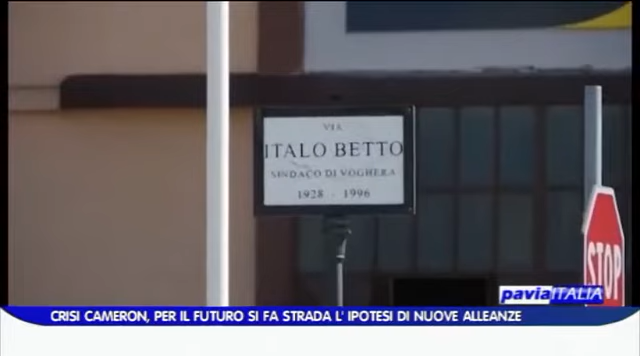 VIA
ITALO BETTO
SINDACO DI VOGHERA
1928 - 1996
STOP
paviaITALIA
CRISI CAMERON, PER IL FUTURO SI FA STRADA L' IPOTESI DI NUOVE ALLEANZE